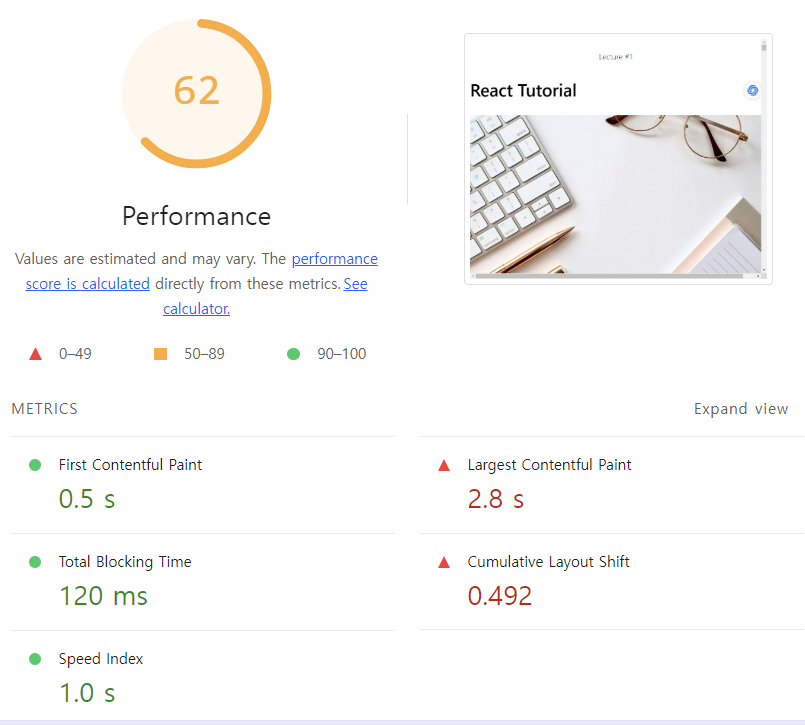 62
Lecture #1
React Tutorial
Performance
Values are estimated and may vary. The performance
score is calculated directly from these metrics. See
calculator.
0–49
50–89
90–100
METRICS
Expand view
First Contentful Paint
0.5 s
Largest Contentful Paint
2.8 s
Total Blocking Time
120 ms
Cumulative Layout Shift
0.492
Speed Index
1.0 s